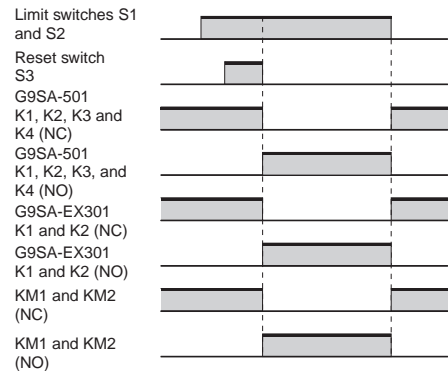 Limit switches S1
and S2
Reset switch
S3
G9SA-501
K1, K2, K3 and
K4 (NC)
G9SA-501
K1, K2, K3, and
K4 (NO)
G9SA-EX301
K1 and K2 (NC)
G9SA-EX301
K1 and K2 (NO)
KM1 and KM2
(NC)
KM1 and KM2
(NO)